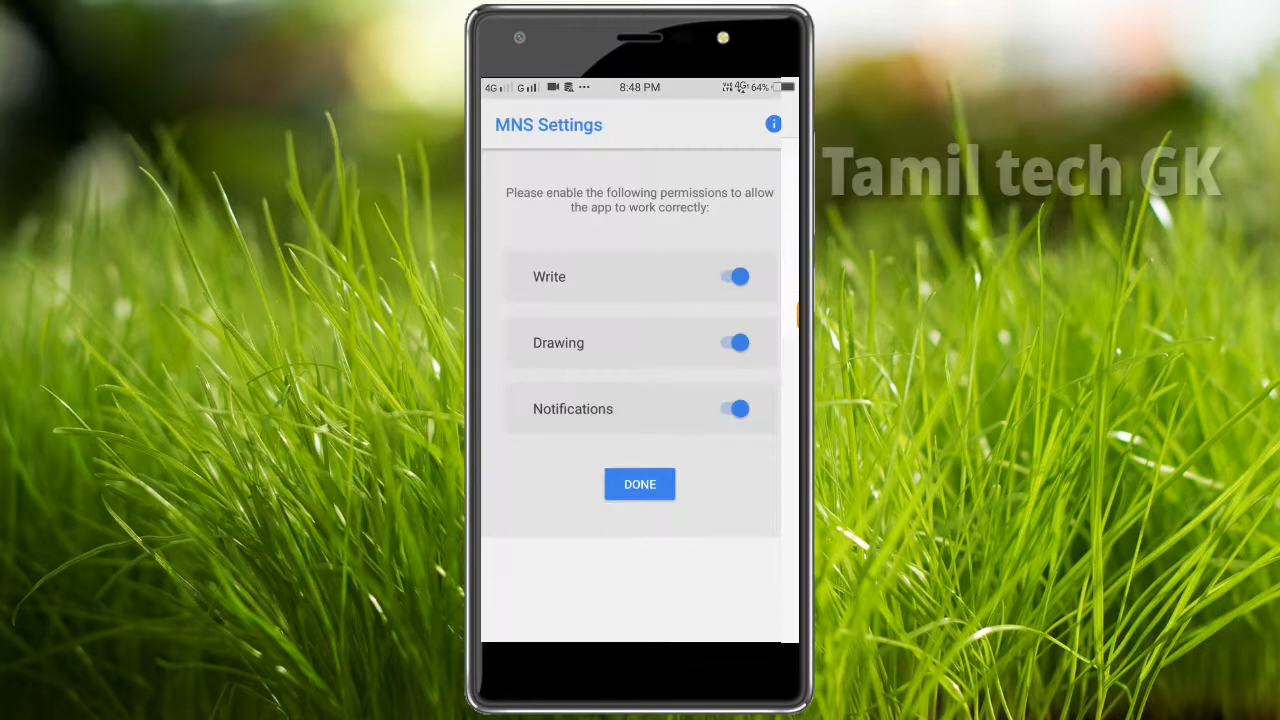 4G G 8:48 PM 4G 64%
MNS Settings
Please enable the following permissions to allow
the app to work correctly:
Write
Drawing
Notifications
DONE
Tamil tech GK